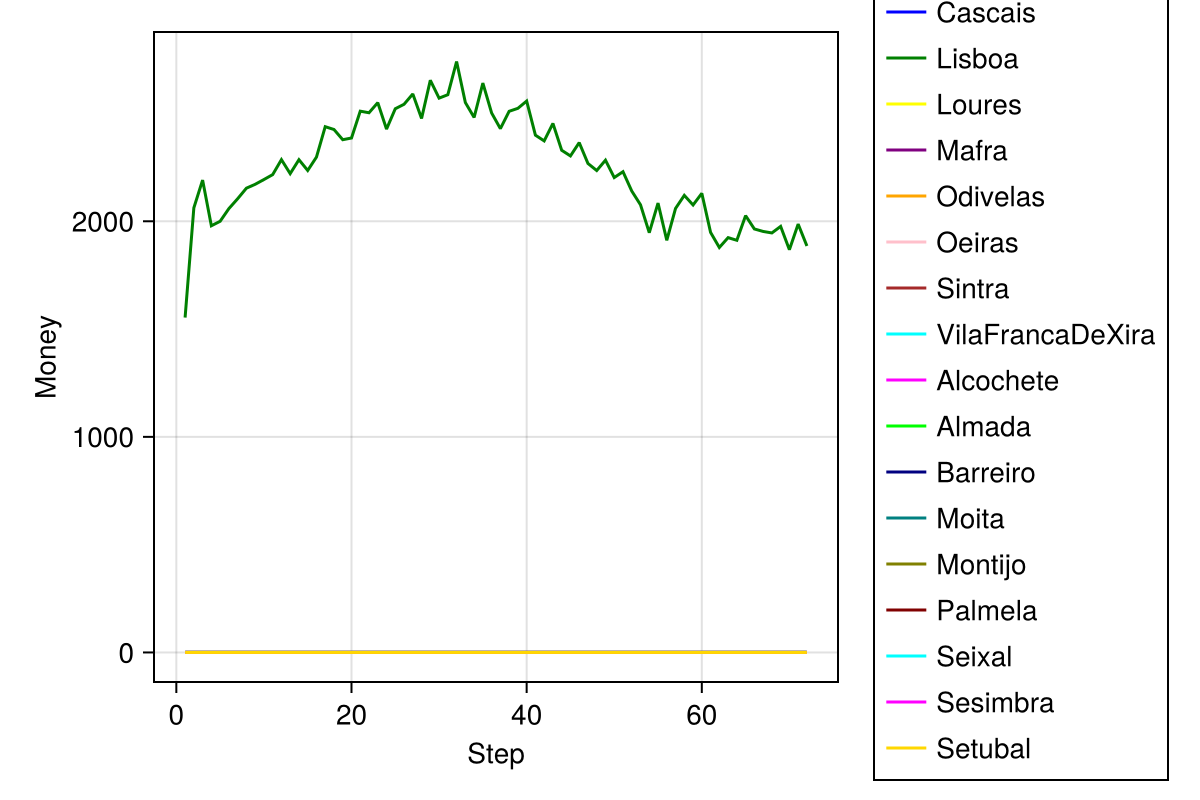 Cascais
Lisboa
Loures
Mafra
Odivelas
Oeiras
Sintra
VilaFrancaDeXira
Alcochete
Almada
Barreiro
Moita
Montijo
Palmela
Seixal
Sesimbra
Setubal
2000
1000
0
Money
0 20 40 60
Step